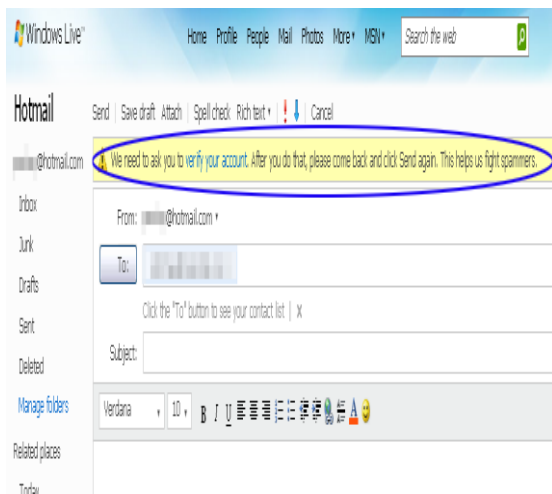 Windows Live™
Home Profile People Mail Photos More MSN Search the web
Hotmail
Send | Save draft Attach | Spell check Rich text | Cancel
@hotmail.com
We need to ask you to verify your account. After you do that, please come back and click Send again. This helps us fight spammers.
Inbox
From: @hotmail.com
Junk
To:
Drafts
Click the "To" button to see your contact list | X
Sent
Subject:
Deleted
Manage folders
Verdana 10 B I U A
Related places
Today